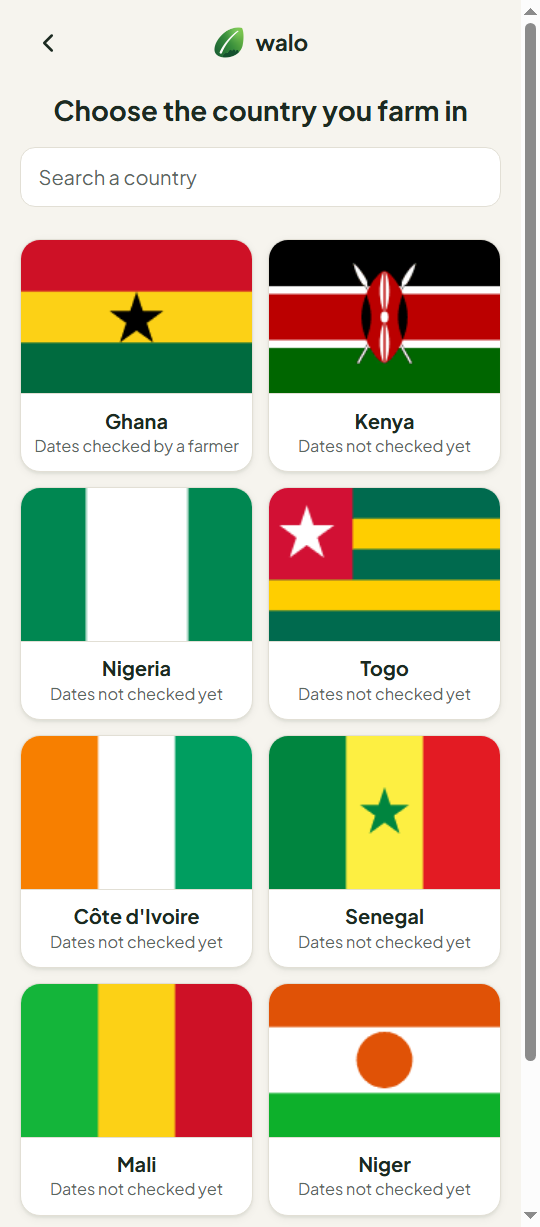 walo
Choose the country you farm in
Search a country
Ghana
Dates checked by a farmer
Kenya
Dates not checked yet
Nigeria
Dates not checked yet
Togo
Dates not checked yet
Côte d'Ivoire
Dates not checked yet
Senegal
Dates not checked yet
Mali
Dates not checked yet
Niger
Dates not checked yet